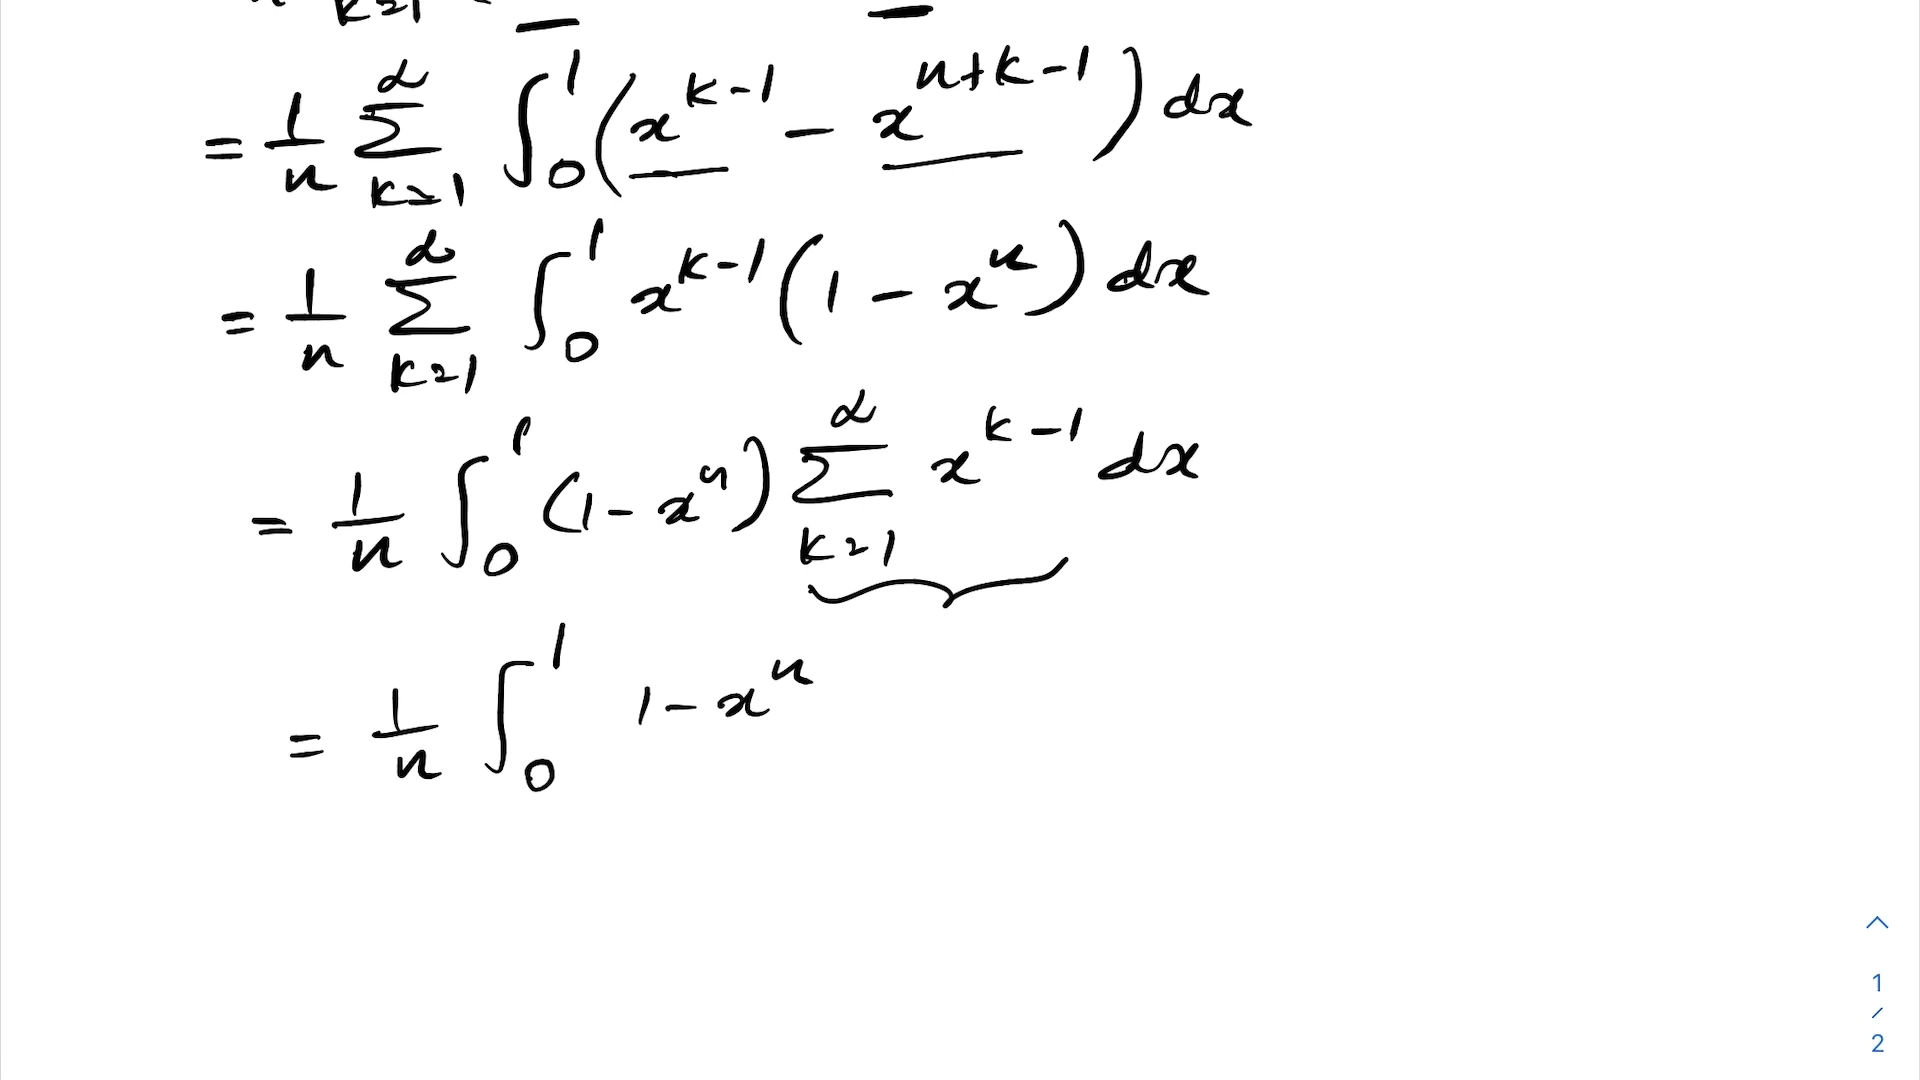 k=1
= 1/n ∑_{k=1}^{∞} ∫_0^1 (x^{k-1} - x^{n+k-1}) dx
= 1/n ∑_{k=1}^{∞} ∫_0^1 x^{k-1} (1 - x^n) dx
= 1/n ∫_0^1 (1 - x^n) ∑_{k=1}^{∞} x^{k-1} dx
= 1/n ∫_0^1 1 - x^n
1
/
2